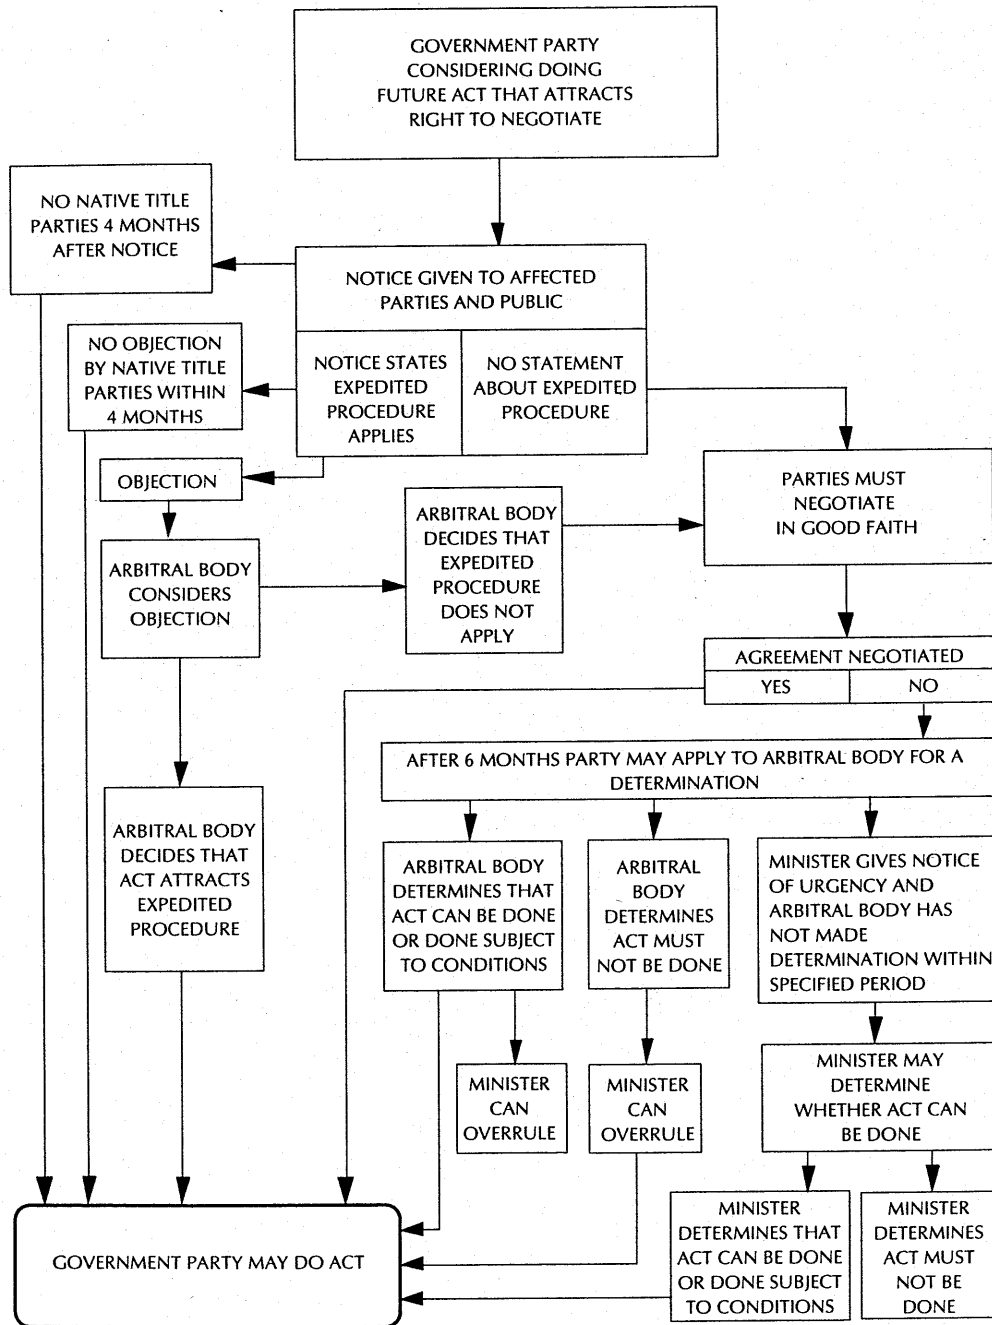 GOVERNMENT PARTY
CONSIDERING DOING
FUTURE ACT THAT ATTRACTS
RIGHT TO NEGOTIATE
NO NATIVE TITLE
PARTIES 4 MONTHS
AFTER NOTICE
NOTICE GIVEN TO AFFECTED
PARTIES AND PUBLIC
NO OBJECTION
BY NATIVE TITLE
PARTIES WITHIN
4 MONTHS
NOTICE STATES
EXPEDITED
PROCEDURE
APPLIES
NO STATEMENT
ABOUT EXPEDITED
PROCEDURE
OBJECTION
PARTIES MUST
NEGOTIATE
IN GOOD FAITH
ARBITRAL BODY
DECIDES THAT
EXPEDITED
PROCEDURE
DOES NOT
APPLY
ARBITRAL BODY
CONSIDERS
OBJECTION
AGREEMENT NEGOTIATED
YES
NO
AFTER 6 MONTHS PARTY MAY APPLY TO ARBITRAL BODY FOR A
DETERMINATION
ARBITRAL BODY
DECIDES THAT
ACT ATTRACTS
EXPEDITED
PROCEDURE
ARBITRAL BODY
DETERMINES THAT
ACT CAN BE DONE
OR DONE SUBJECT
TO CONDITIONS
ARBITRAL
BODY
DETERMINES
ACT MUST
NOT BE DONE
MINISTER GIVES NOTICE
OF URGENCY AND
ARBITRAL BODY HAS
NOT MADE
DETERMINATION WITHIN
SPECIFIED PERIOD
MINISTER
CAN
OVERRULE
MINISTER
CAN
OVERRULE
MINISTER MAY
DETERMINE
WHETHER ACT CAN
BE DONE
GOVERNMENT PARTY MAY DO ACT
MINISTER
DETERMINES THAT
ACT CAN BE DONE
OR DONE SUBJECT
TO CONDITIONS
MINISTER
DETERMINES
ACT MUST
NOT BE
DONE